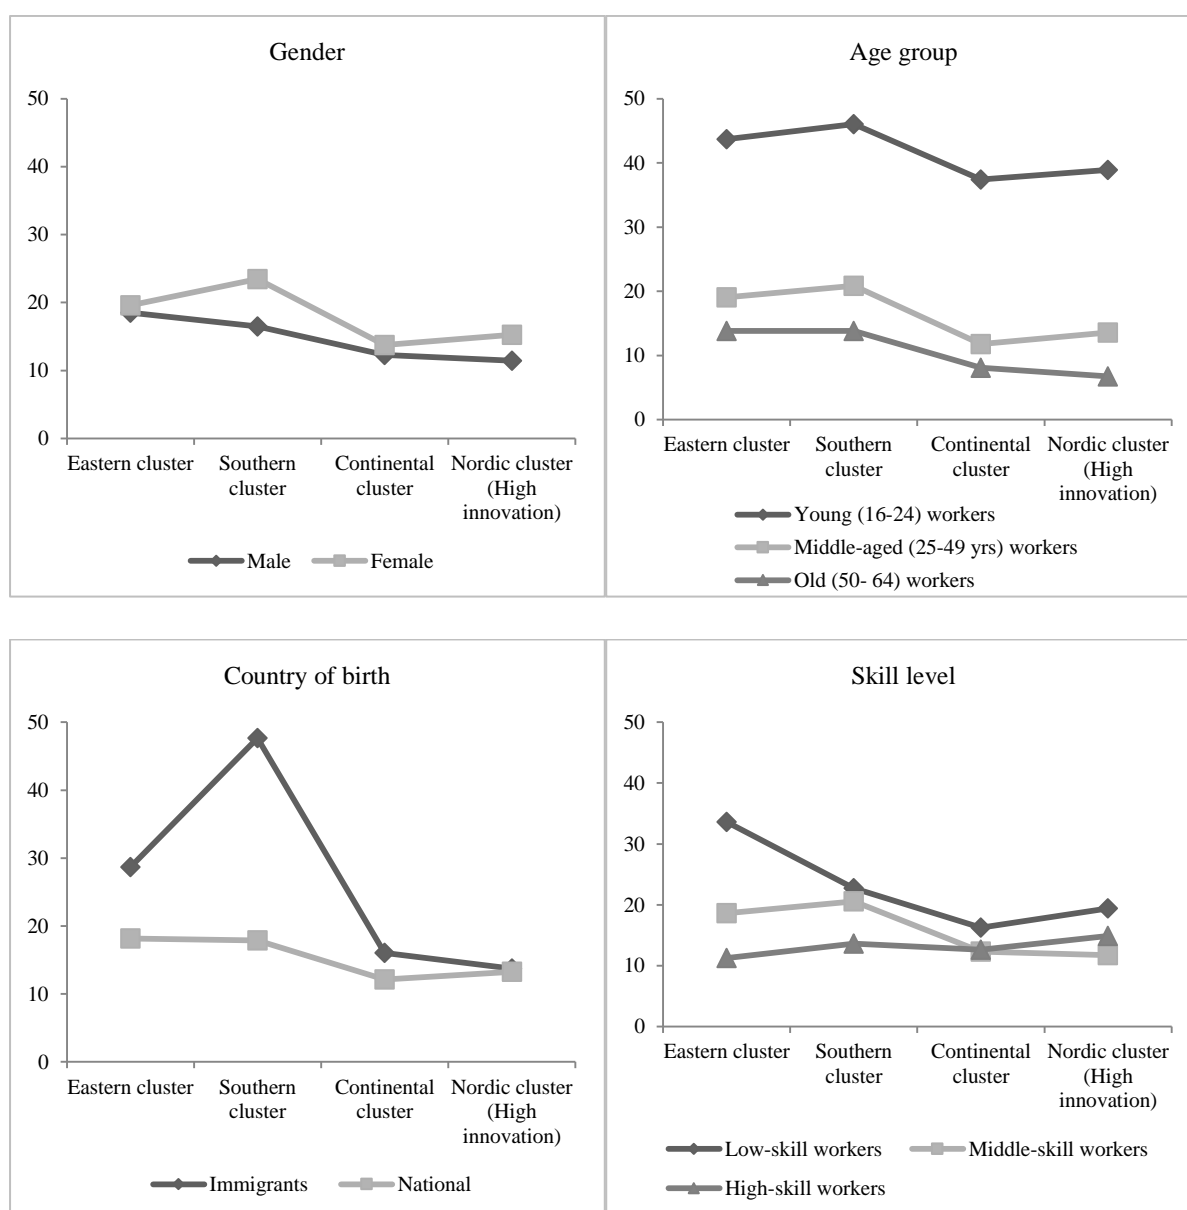 Gender
50
40
30
20
10
0
Eastern cluster
Southern
cluster
Continental
cluster
Nordic cluster
(High
innovation)
Male
Female
Age group
50
40
30
20
10
0
Eastern cluster
Southern
cluster
Continental
cluster
Nordic cluster
(High
innovation)
Young (16-24) workers
Middle-aged (25-49 yrs) workers
Old (50- 64) workers
Country of birth
50
40
30
20
10
0
Eastern cluster
Southern
cluster
Continental
cluster
Nordic cluster
(High
innovation)
Immigrants
National
Skill level
50
40
30
20
10
0
Eastern cluster
Southern
cluster
Continental
cluster
Nordic cluster
(High
innovation)
Low-skill workers
Middle-skill workers
High-skill workers